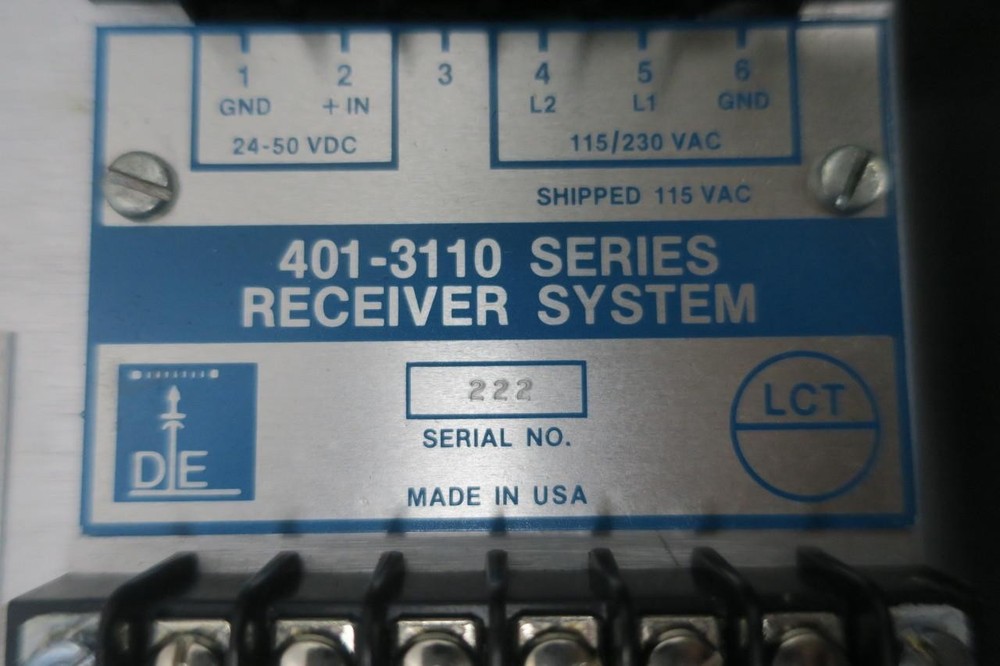 1 2 3 4 5 6
GND + IN L2 L1 GND
24-50 VDC 115/230 VAC
SHIPPED 115 VAC
401-3110 SERIES
RECEIVER SYSTEM
222
LCT
SERIAL NO.
DE
MADE IN USA